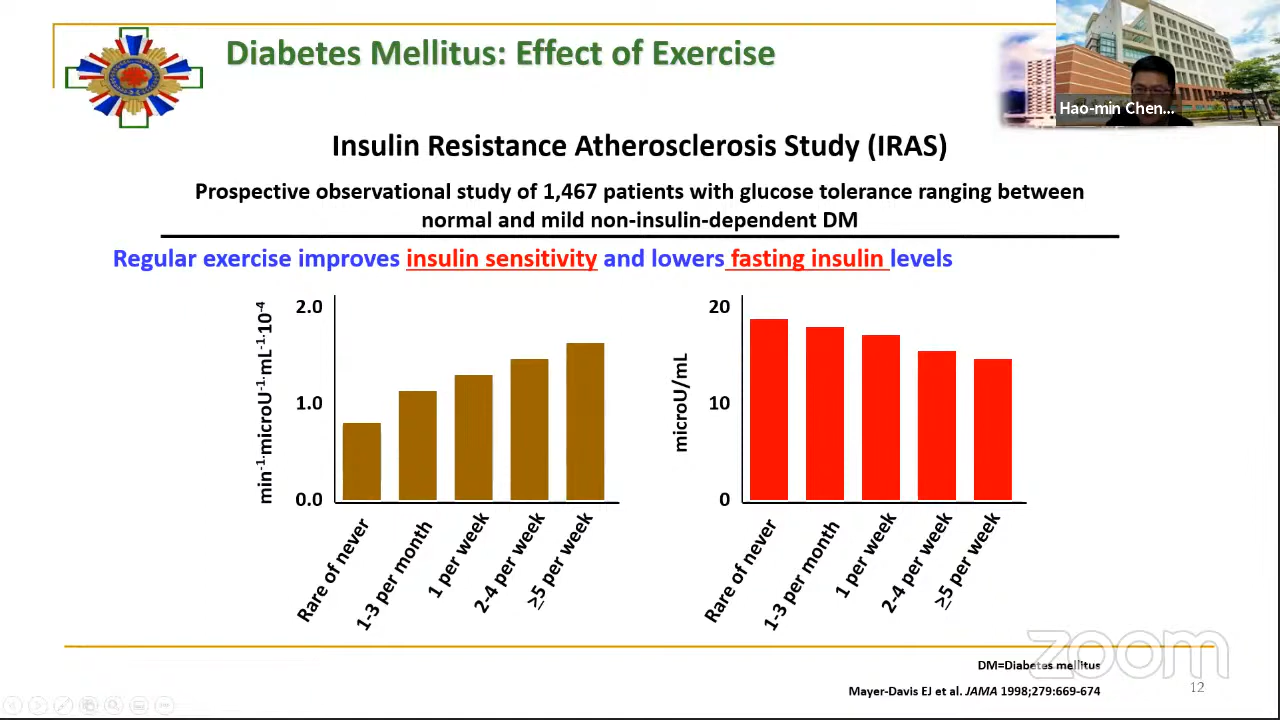 Diabetes Mellitus: Effect of Exercise
Hao-min Chen...
Insulin Resistance Atherosclerosis Study (IRAS)
Prospective observational study of 1,467 patients with glucose tolerance ranging between
normal and mild non-insulin-dependent DM
Regular exercise improves insulin sensitivity and lowers fasting insulin levels
min⁻¹·microU⁻¹·mL⁻¹·10⁻⁴
2.0
1.0
0.0
Rare of never
1-3 per month
1 per week
2-4 per week
≥5 per week
microU/mL
20
10
0
Rare of never
1-3 per month
1 per week
2-4 per week
≥5 per week
zoom
DM=Diabetes mellitus
Mayer-Davis EJ et al. JAMA 1998;279:669-674
12